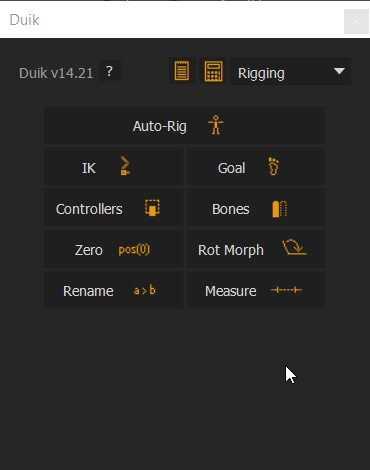 Duik
Duik v14.21 ? Rigging
Auto-Rig
IK Goal
Controllers Bones
Zero pos(0) Rot Morph
Rename a>b Measure